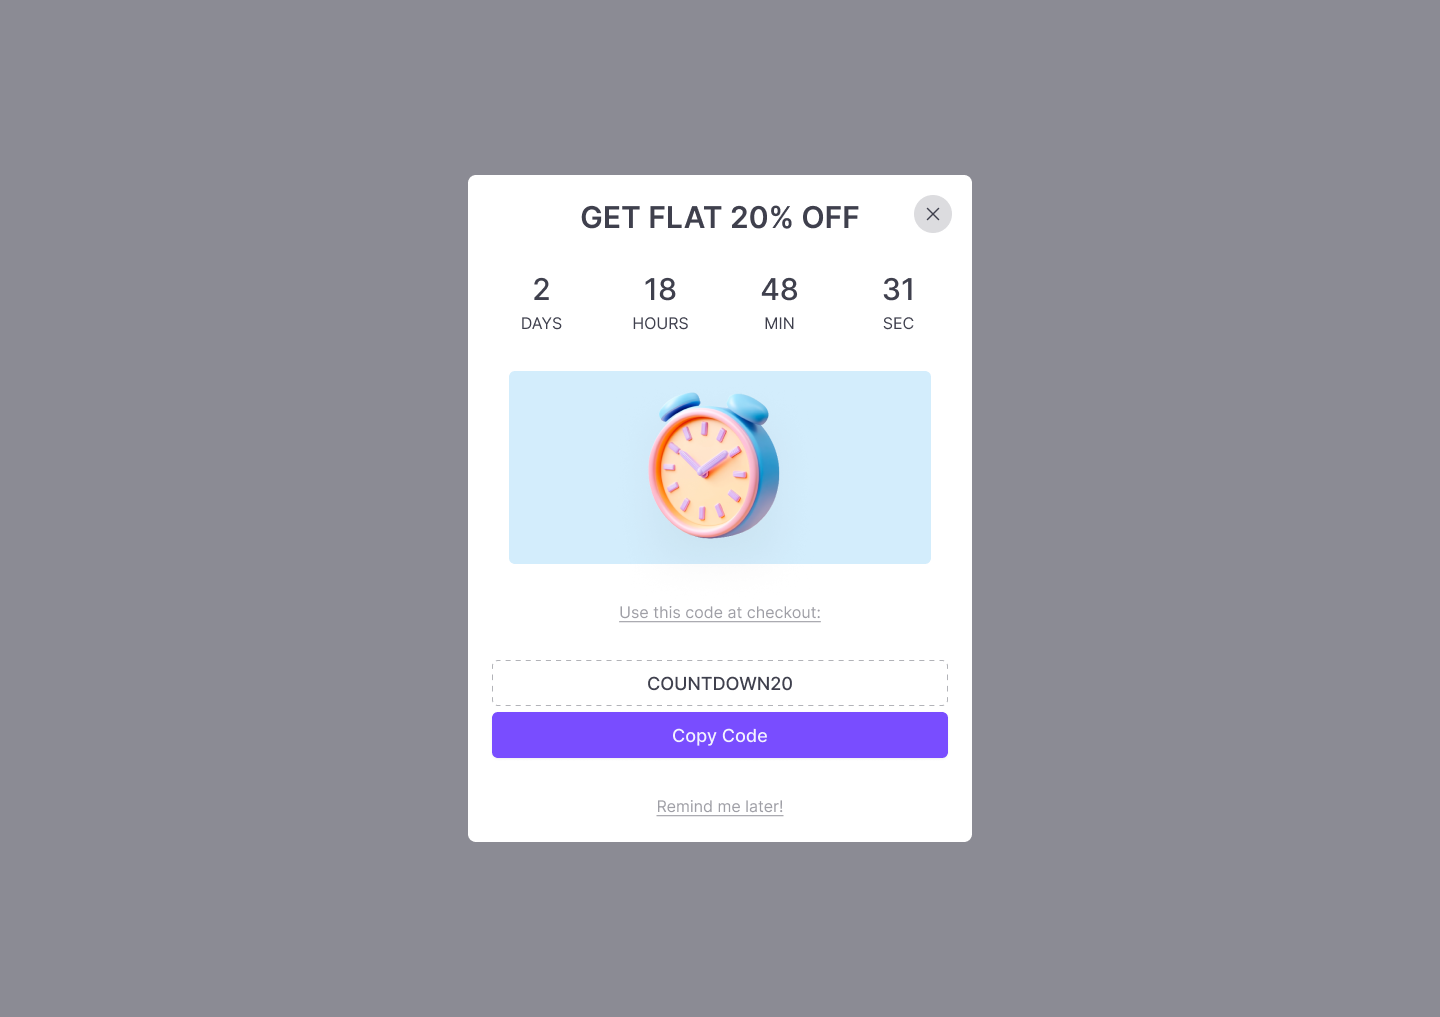 GET FLAT 20% OFF
2 18 48 31
DAYS HOURS MIN SEC
Use this code at checkout:
COUNTDOWN20
Copy Code
Remind me later!